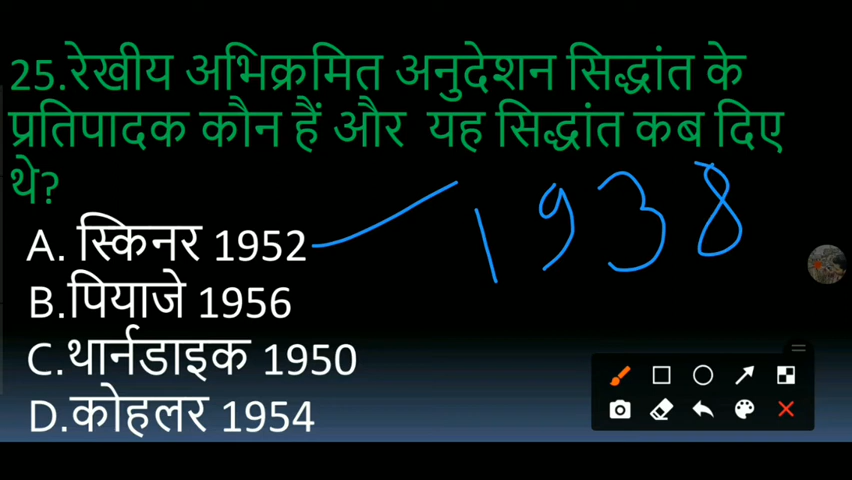 25.रेखीय अभिक्रमित अनुदेशन सिद्धांत के
प्रतिपादक कौन हैं और यह सिद्धांत कब दिए
थे?
1938
A. स्किनर 1952
B.पियाजे 1956
C.थार्नडाइक 1950
D.कोहलर 1954